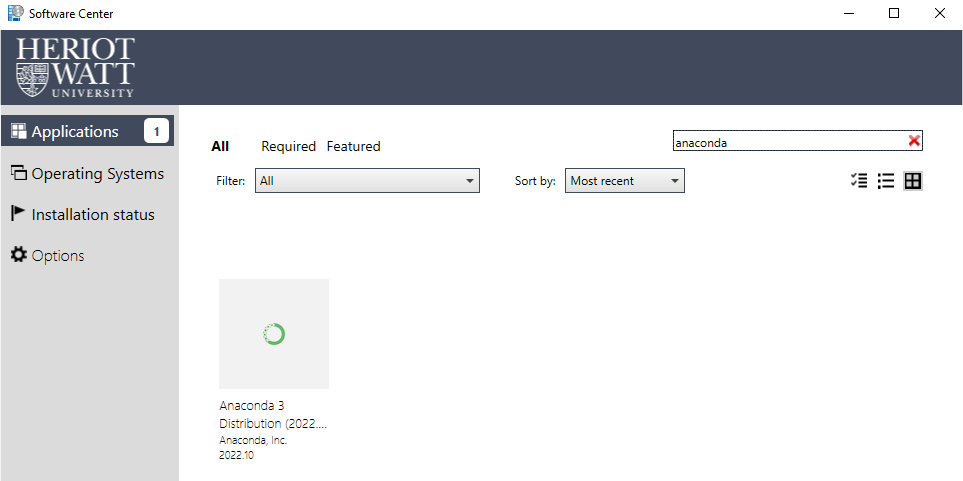 Software Center
HERIOT
WATT
UNIVERSITY
Applications 1
Operating Systems
Installation status
Options
All Required Featured
anaconda
Filter: All Sort by: Most recent
Anaconda 3
Distribution (2022....
Anaconda, Inc.
2022.10